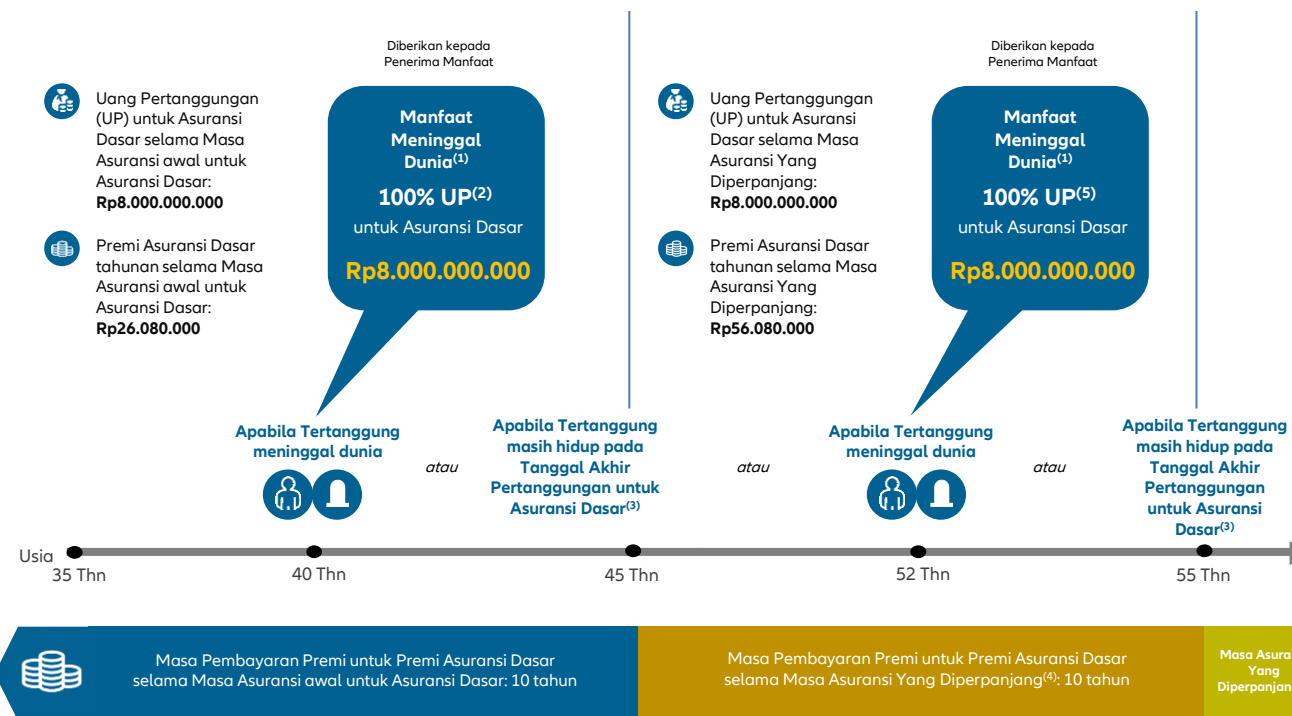 Diberikan kepada
Penerima Manfaat
Uang Pertanggungan
(UP) untuk Asuransi
Dasar selama Masa
Asuransi awal untuk
Asuransi Dasar:
Rp8.000.000.000
Premi Asuransi Dasar
tahunan selama Masa
Asuransi awal untuk
Asuransi Dasar:
Rp26.080.000
Manfaat
Meninggal
Dunia(1)
100% UP(2)
untuk Asuransi Dasar
Rp8.000.000.000
Diberikan kepada
Penerima Manfaat
Uang Pertanggungan
(UP) untuk Asuransi
Dasar selama Masa
Asuransi Yang
Diperpanjang:
Rp8.000.000.000
Premi Asuransi Dasar
tahunan selama Masa
Asuransi Yang
Diperpanjang:
Rp56.080.000
Manfaat
Meninggal
Dunia(1)
100% UP(5)
untuk Asuransi Dasar
Rp8.000.000.000
Apabila Tertanggung
meninggal dunia
atau
Apabila Tertanggung
masih hidup pada
Tanggal Akhir
Pertanggungan untuk
Asuransi Dasar(3)
atau
Apabila Tertanggung
meninggal dunia
atau
Apabila Tertanggung
masih hidup pada
Tanggal Akhir
Pertanggungan
untuk Asuransi
Dasar(3)
Usia
35 Thn
40 Thn
45 Thn
52 Thn
55 Thn
Masa Pembayaran Premi untuk Premi Asuransi Dasar
selama Masa Asuransi awal untuk Asuransi Dasar: 10 tahun
Masa Pembayaran Premi untuk Premi Asuransi Dasar
selama Masa Asuransi Yang Diperpanjang(4): 10 tahun
Masa
Yang